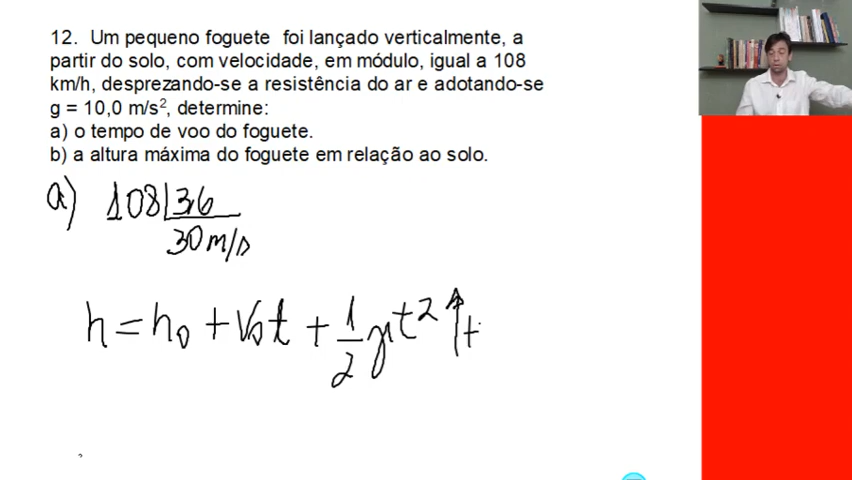 12. Um pequeno foguete foi lançado verticalmente, a
partir do solo, com velocidade, em módulo, igual a 108
km/h, desprezando-se a resistência do ar e adotando-se
g = 10,0 m/s², determine:
a) o tempo de voo do foguete.
b) a altura máxima do foguete em relação ao solo.
a) 108 | 3,6
30 m/s
h = h₀ + V₀t + 1/2 gt² ↑+